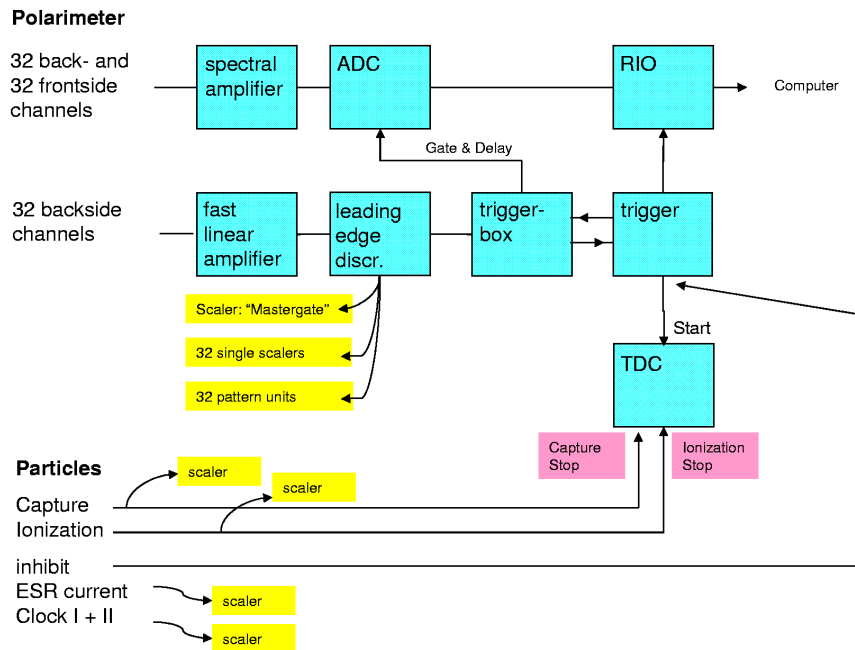 Polarimeter
32 back- and
32 frontside
channels
spectral
amplifier
ADC
RIO
Computer
Gate & Delay
32 backside
channels
fast
linear
amplifier
leading
edge
discr.
trigger-
box
trigger
Scaler: “Mastergate”
32 single scalers
32 pattern units
Start
TDC
Capture
Stop
Ionization
Stop
Particles
scaler
scaler
Capture
Ionization
inhibit
ESR current
scaler
Clock I + II
scaler